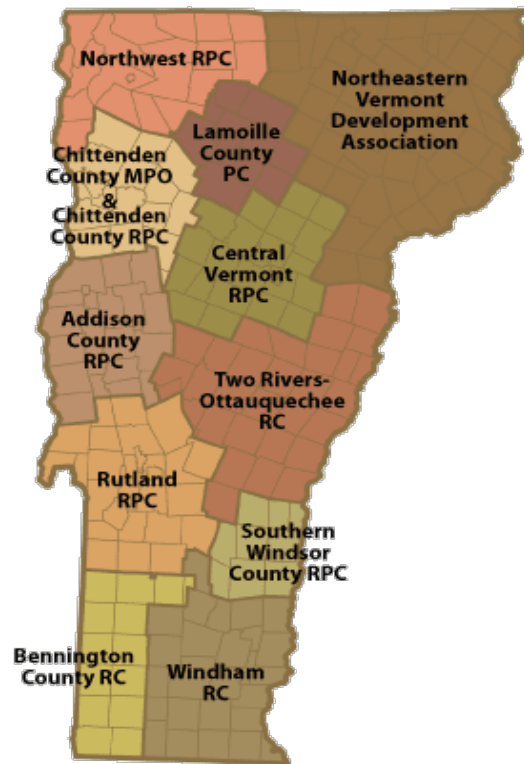 Northwest RPC
Northeastern
Vermont
Development
Association
Lamoille
County
PC
Chittenden
County MPO
&
Chittenden
County RPC
Central
Vermont
RPC
Addison
County
RPC
Two Rivers-
Ottauquechee
RC
Rutland
RPC
Southern
Windsor
County RPC
Bennington
County RC
Windham
RC